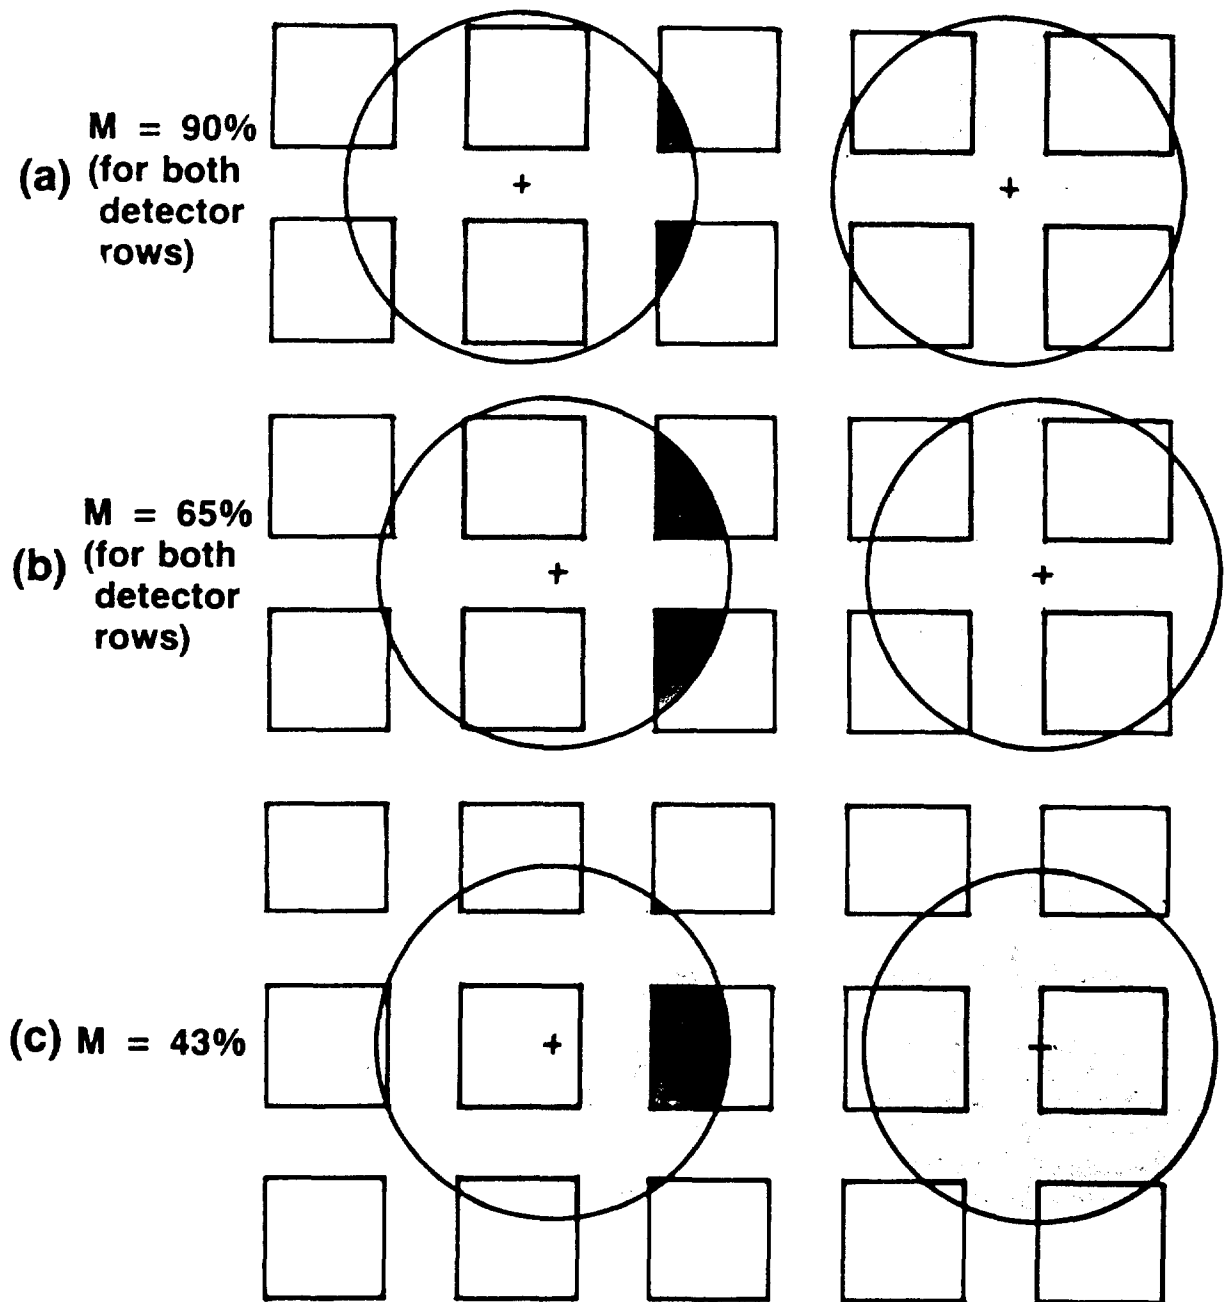 M = 90%
(a) (for both
detector
rows)
M = 65%
(b) (for both
detector
rows)
(c) M = 43%